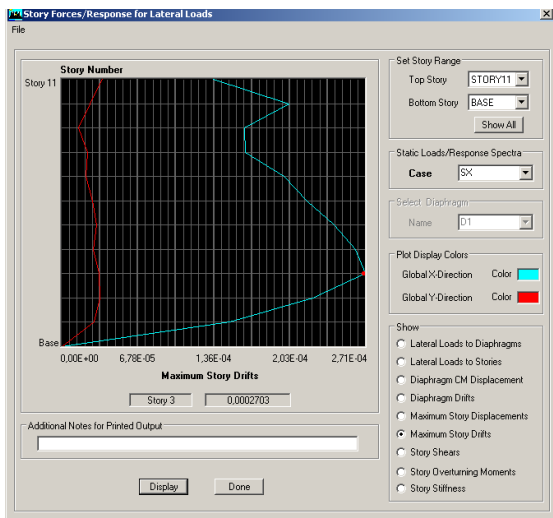 Story Forces/Response for Lateral Loads
File
Story Number
Story 11
Base
0,00E+00 6,78E-05 1,36E-04 2,03E-04 2,71E-04
Maximum Story Drifts
Story 3 0,0002703
Additional Notes for Printed Output
Display Done
Set Story Range
Top Story STORY11
Bottom Story BASE
Show All
Static Loads/Response Spectra
Case SX
Select Diaphragm
Name D1
Plot Display Colors
Global X-Direction Color
Global Y-Direction Color
Show
Lateral Loads to Diaphragms
Lateral Loads to Stories
Diaphragm CM Displacement
Diaphragm Drifts
Maximum Story Displacements
Maximum Story Drifts
Story Shears
Story Overturning Moments
Story Stiffness